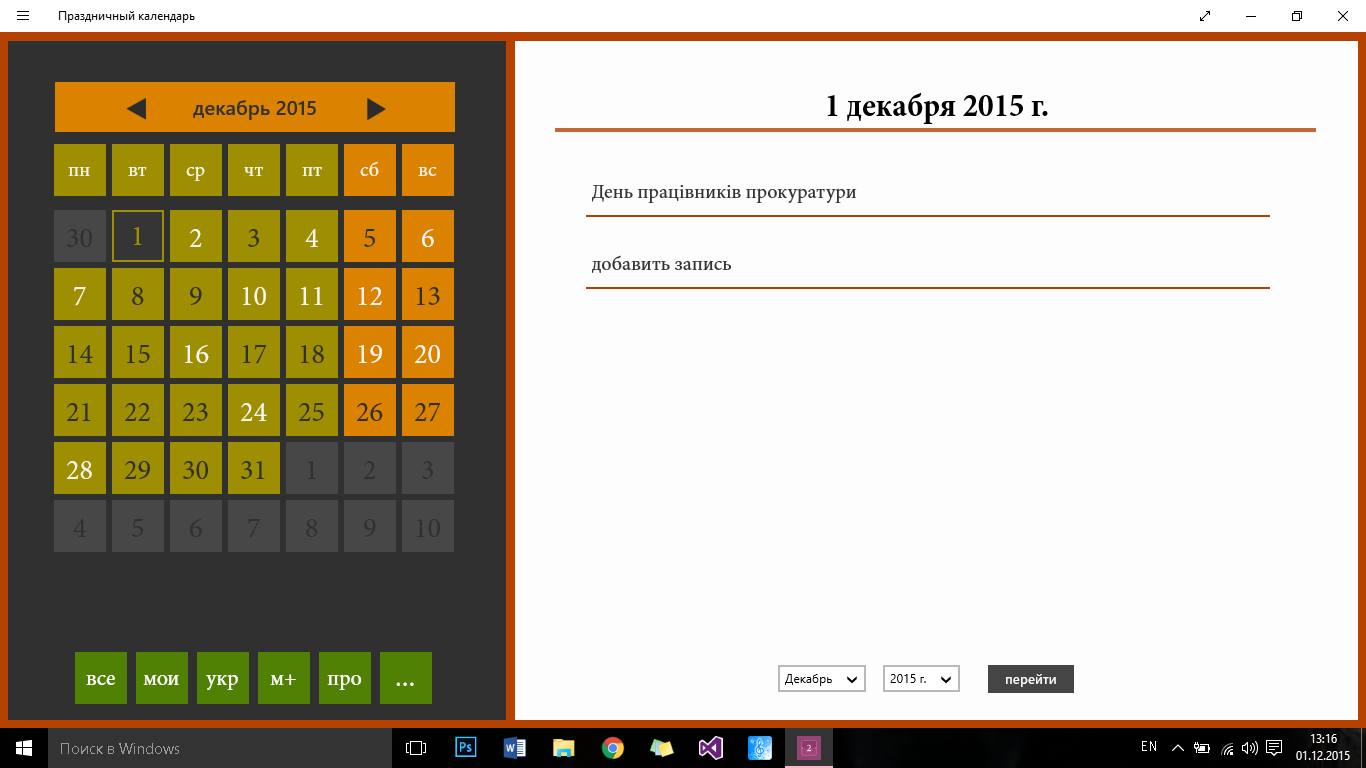 Праздничный календарь
декабрь 2015
пн вт ср чт пт сб вс
30 1 2 3 4 5 6
7 8 9 10 11 12 13
14 15 16 17 18 19 20
21 22 23 24 25 26 27
28 29 30 31 1 2 3
4 5 6 7 8 9 10
все мои укр м+ про ...
1 декабря 2015 г.
День працівників прокуратури
добавить запись
Декабрь 2015 г. перейти
Поиск в Windows
Ps
W
2
EN
13:16
01.12.2015